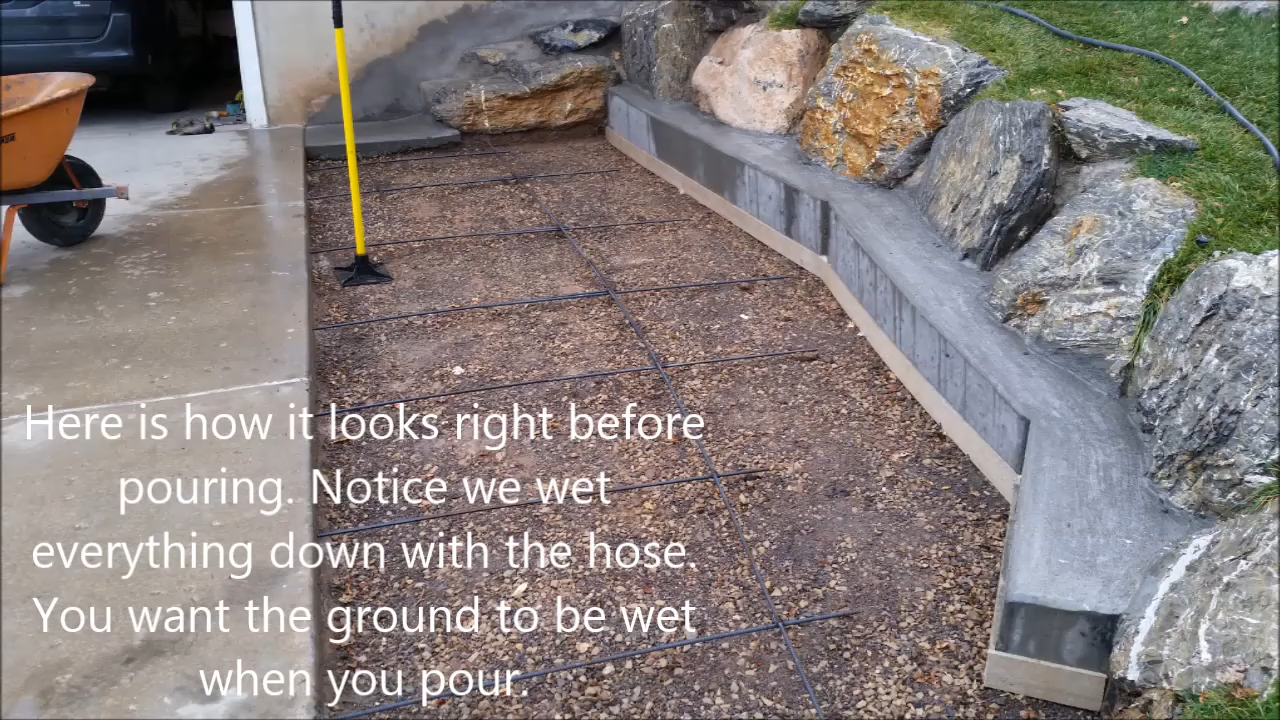 Here is how it looks right before
pouring. Notice we wet
everything down with the hose.
You want the ground to be wet
when you pour.